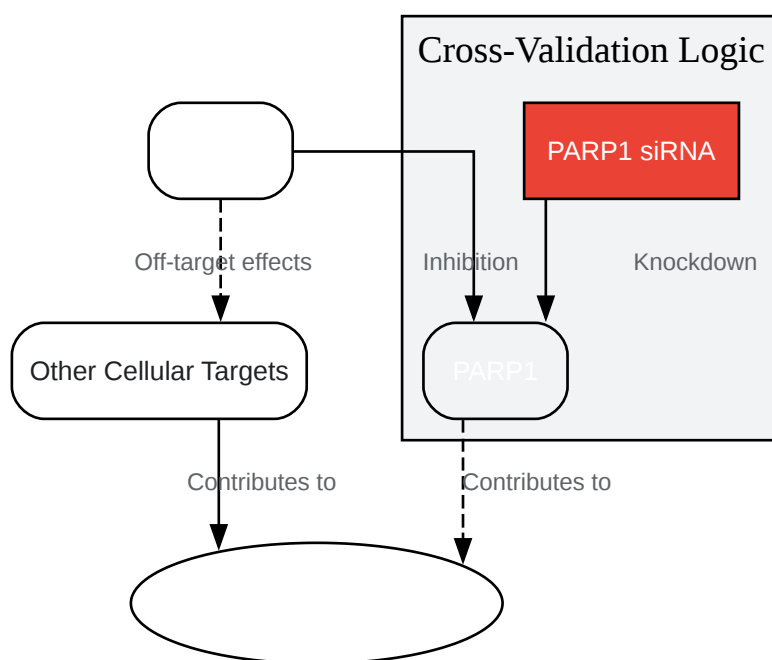 Cross-Validation Logic
PARP1 siRNA
Off-target effects
Inhibition
Knockdown
Other Cellular Targets
PARP1
Contributes to
Contributes to